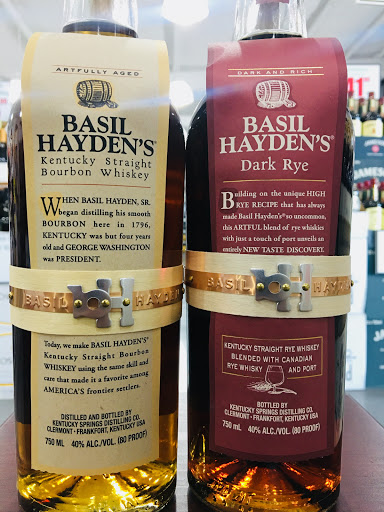 ARTFULLY AGED
BASIL
HAYDEN'S®
Kentucky Straight
Bourbon Whiskey
WHEN BASIL HAYDEN, SR.
began distilling his smooth
BOURBON here in 1796,
KENTUCKY was but four years
old and GEORGE WASHINGTON
was PRESIDENT.
BASIL H HAYDEN'S
Today, we make BASIL HAYDEN'S®
Kentucky Straight Bourbon
WHISKEY using the same skill and
care that made it a favorite among
AMERICA'S frontier settlers.
DISTILLED AND BOTTLED BY
KENTUCKY SPRINGS DISTILLING CO.
CLERMONT • FRANKFORT, KENTUCKY USA
750 ML 40% ALC./VOL. (80 PROOF)
DARK AND RICH
BASIL
HAYDEN'S®
Dark Rye
Building on the unique HIGH
RYE RECIPE that has always
made Basil Hayden's® so uncommon,
this ARTFUL blend of rye whiskies
with just a touch of port unveils an
entirely NEW TASTE DISCOVERY.
BASIL H HAY
KENTUCKY STRAIGHT RYE WHISKEY
BLENDED WITH CANADIAN
RYE WHISKY AND PORT
BOTTLED BY
KENTUCKY SPRINGS DISTILLING CO.
CLERMONT • FRANKFORT, KENTUCKY USA
750 ML 40% ALC./VOL. (80 PROOF)
JAMES